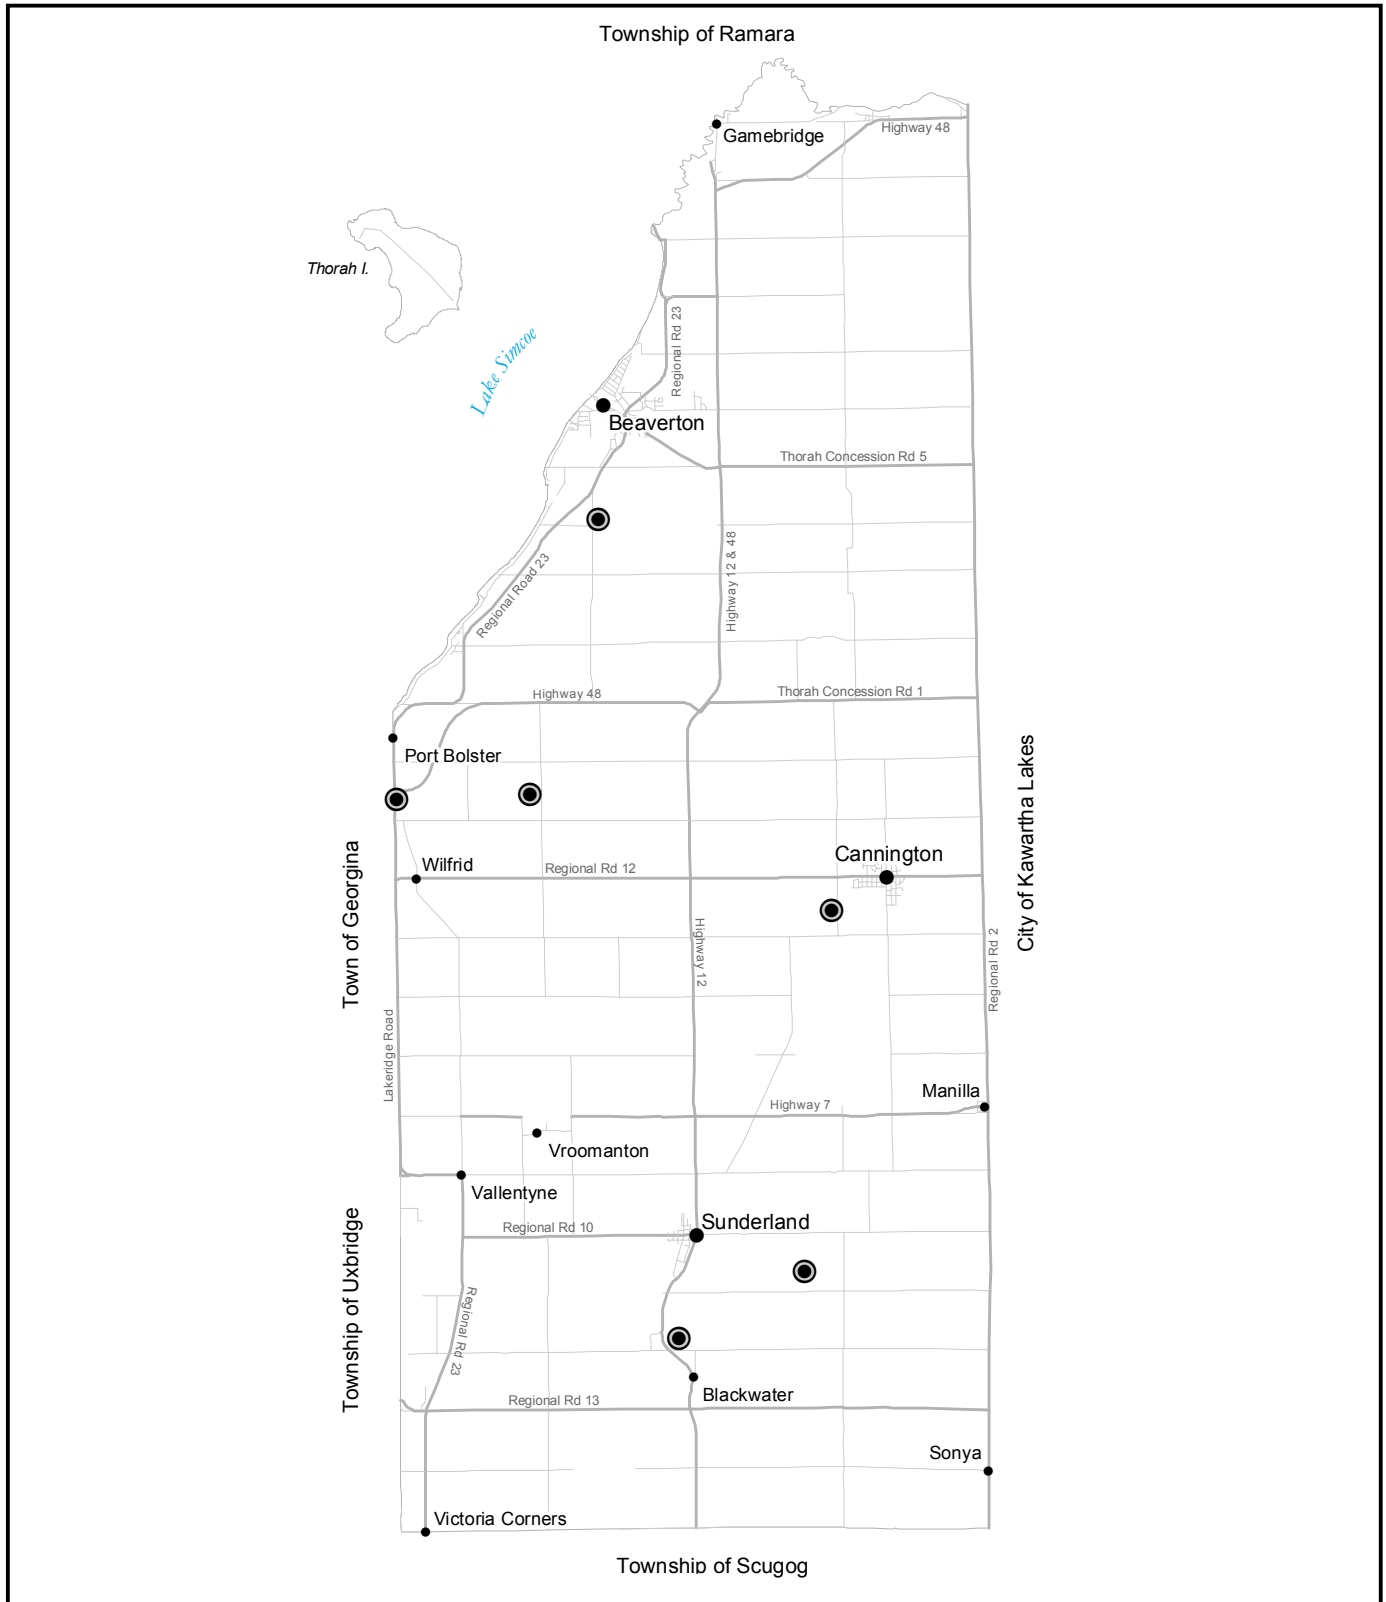 Township of Ramara
Gamebridge
Highway 48
Thorah I.
Regional Rd 23
Lake Simcoe
Beaverton
Thorah Concession Rd 5
Highway 12 & 48
Regional Road 23
Highway 48
Thorah Concession Rd 1
Port Bolster
City of Kawartha Lakes
Cannington
Wilfrid
Regional Rd 12
Town of Georgina
Highway 12
Regional Rd 2
Lakeridge Road
Manilla
Highway 7
Vroomanton
Vallentyne
Sunderland
Regional Rd 10
Township of Uxbridge
Regional Rd 23
Blackwater
Regional Rd 13
Sonya
Victoria Corners
Township of Scugog